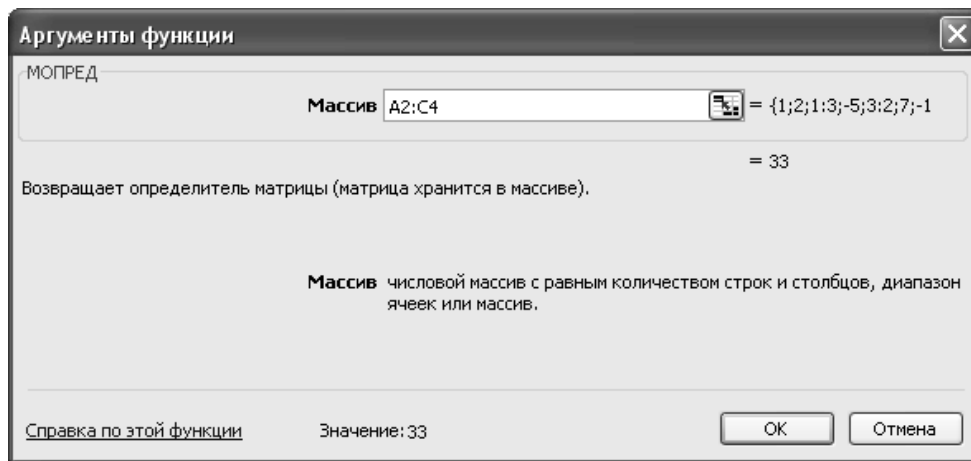 Аргументы функции
МОПРЕД
Массив A2:C4 = {1;2;1:3;-5;3:2;7;-1
= 33
Возвращает определитель матрицы (матрица хранится в массиве).
Массив числовой массив с равным количеством строк и столбцов, диапазон
ячеек или массив.
Справка по этой функции Значение:33 ОК Отмена